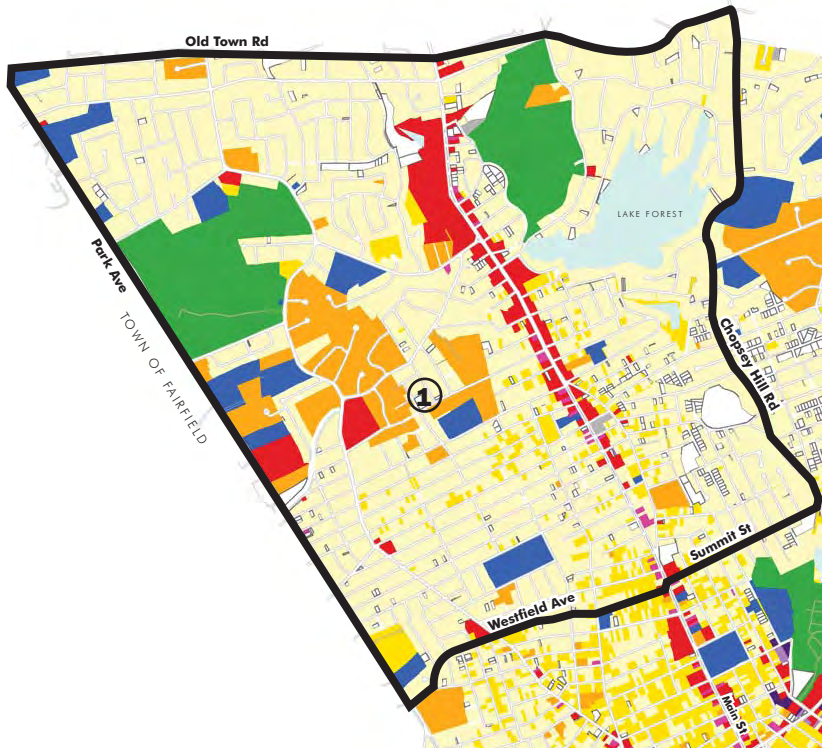 Old Town Rd
LAKE FOREST
Park Ave
TOWN OF FAIRFIELD
Chopsey Hill Rd
1
Summit St
Westfield Ave
Main St